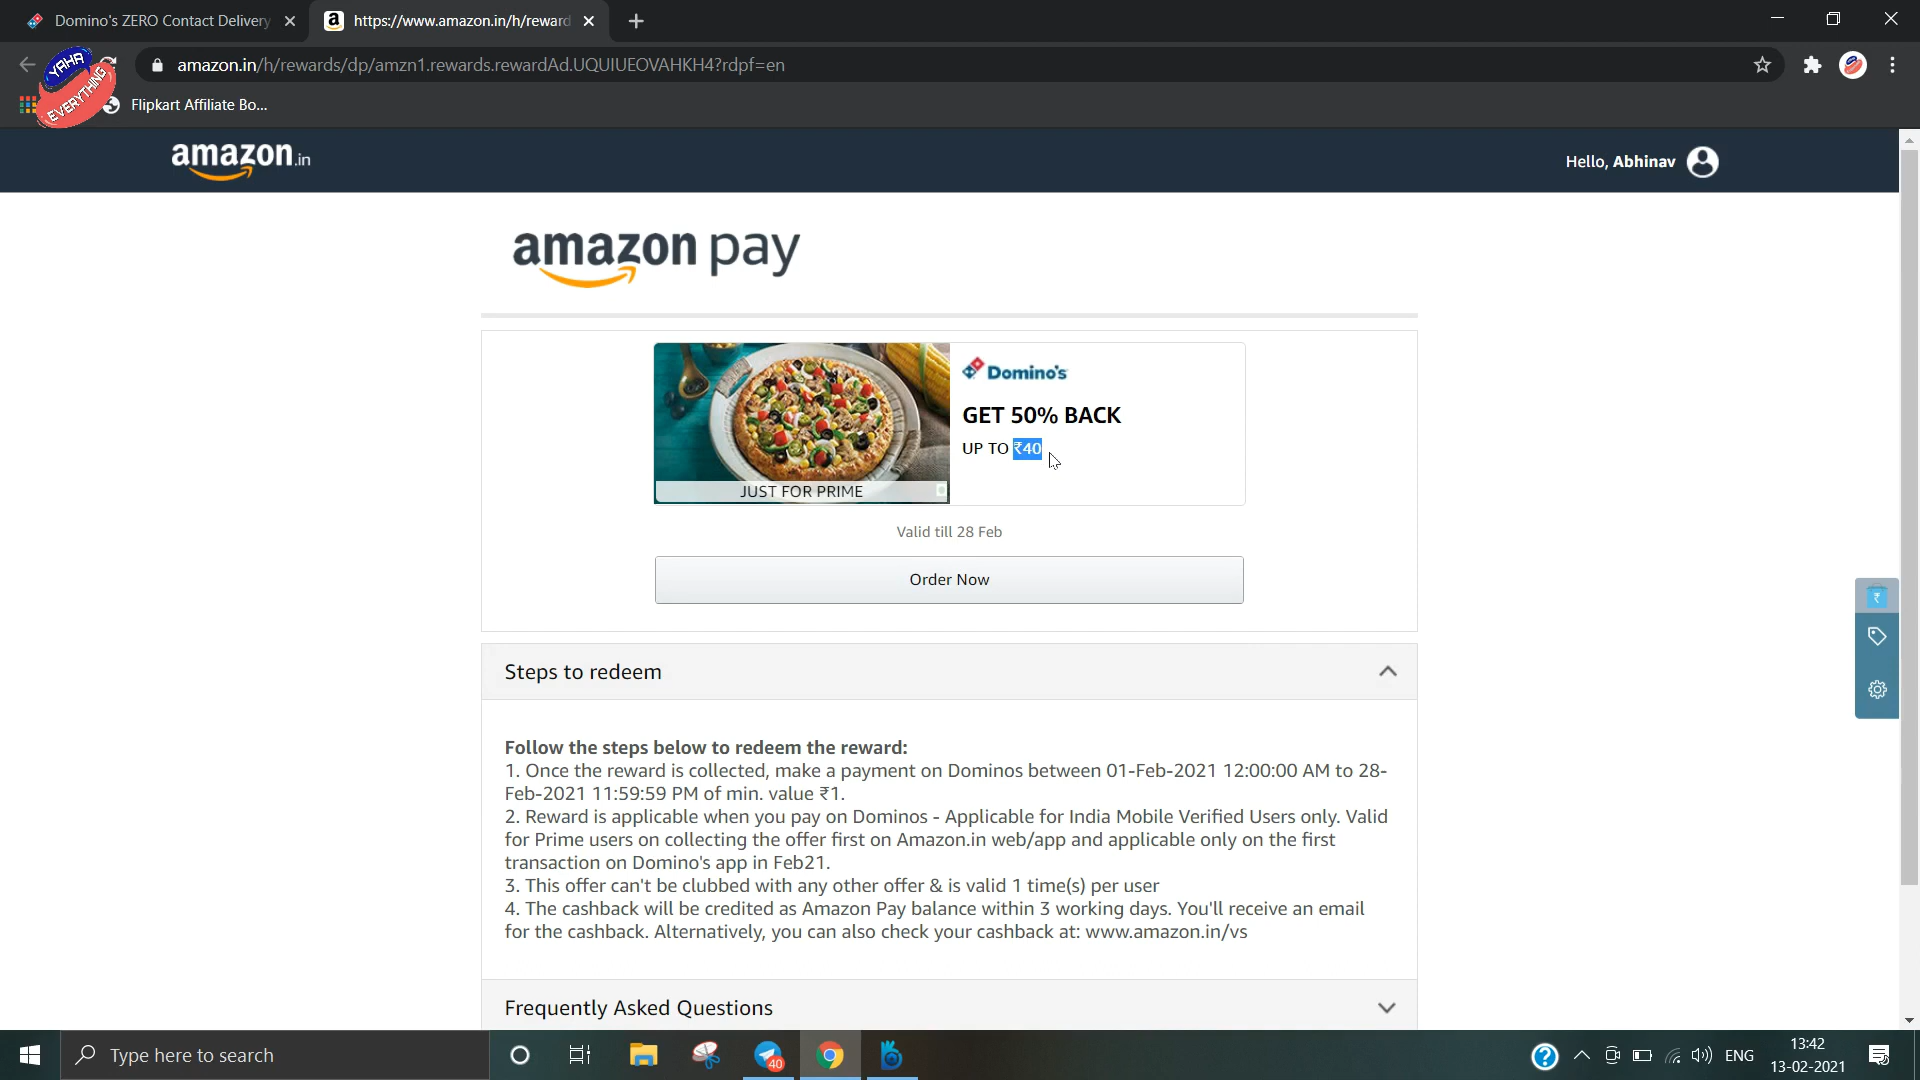 Domino's ZERO Contact Delivery
https://www.amazon.in/h/reward
amazon.in/h/rewards/dp/amzn1.rewards.rewardAd.UQUIUEOVAHKH4?rdpf=en
YAHA
EVERYTHING
Flipkart Affiliate Bo...
amazon.in
Hello, Abhinav
amazon pay
Domino's
GET 50% BACK
UP TO ₹40
JUST FOR PRIME
Valid till 28 Feb
Order Now
Steps to redeem
Follow the steps below to redeem the reward:
1. Once the reward is collected, make a payment on Dominos between 01-Feb-2021 12:00:00 AM to 28-
Feb-2021 11:59:59 PM of min. value ₹1.
2. Reward is applicable when you pay on Dominos - Applicable for India Mobile Verified Users only. Valid
for Prime users on collecting the offer first on Amazon.in web/app and applicable only on the first
transaction on Domino's app in Feb21.
3. This offer can't be clubbed with any other offer & is valid 1 time(s) per user
4. The cashback will be credited as Amazon Pay balance within 3 working days. You'll receive an email
for the cashback. Alternatively, you can also check your cashback at: www.amazon.in/vs
Frequently Asked Questions
Type here to search
40
ENG
13:42
13-02-2021